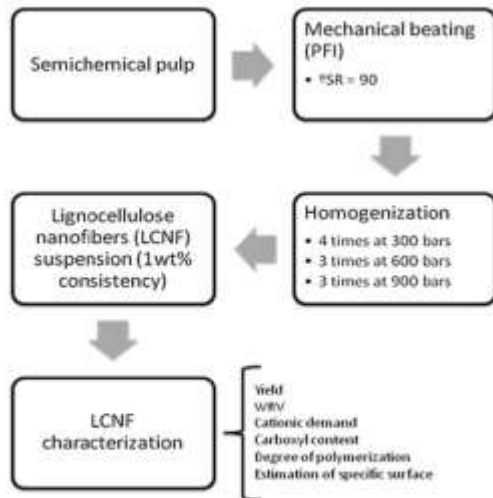 Semichemical pulp
Mechanical beating
(PFI)
• ºSR = 90
Homogenization
• 4 times at 300 bars
• 3 times at 600 bars
• 3 times at 900 bars
Lignocellulose
nanofibers (LCNF)
suspension (1wt%
consistency)
LCNF
characterization
Yield
WRV
Cationic demand
Carboxyl content
Degree of polymerization
Estimation of specific surface